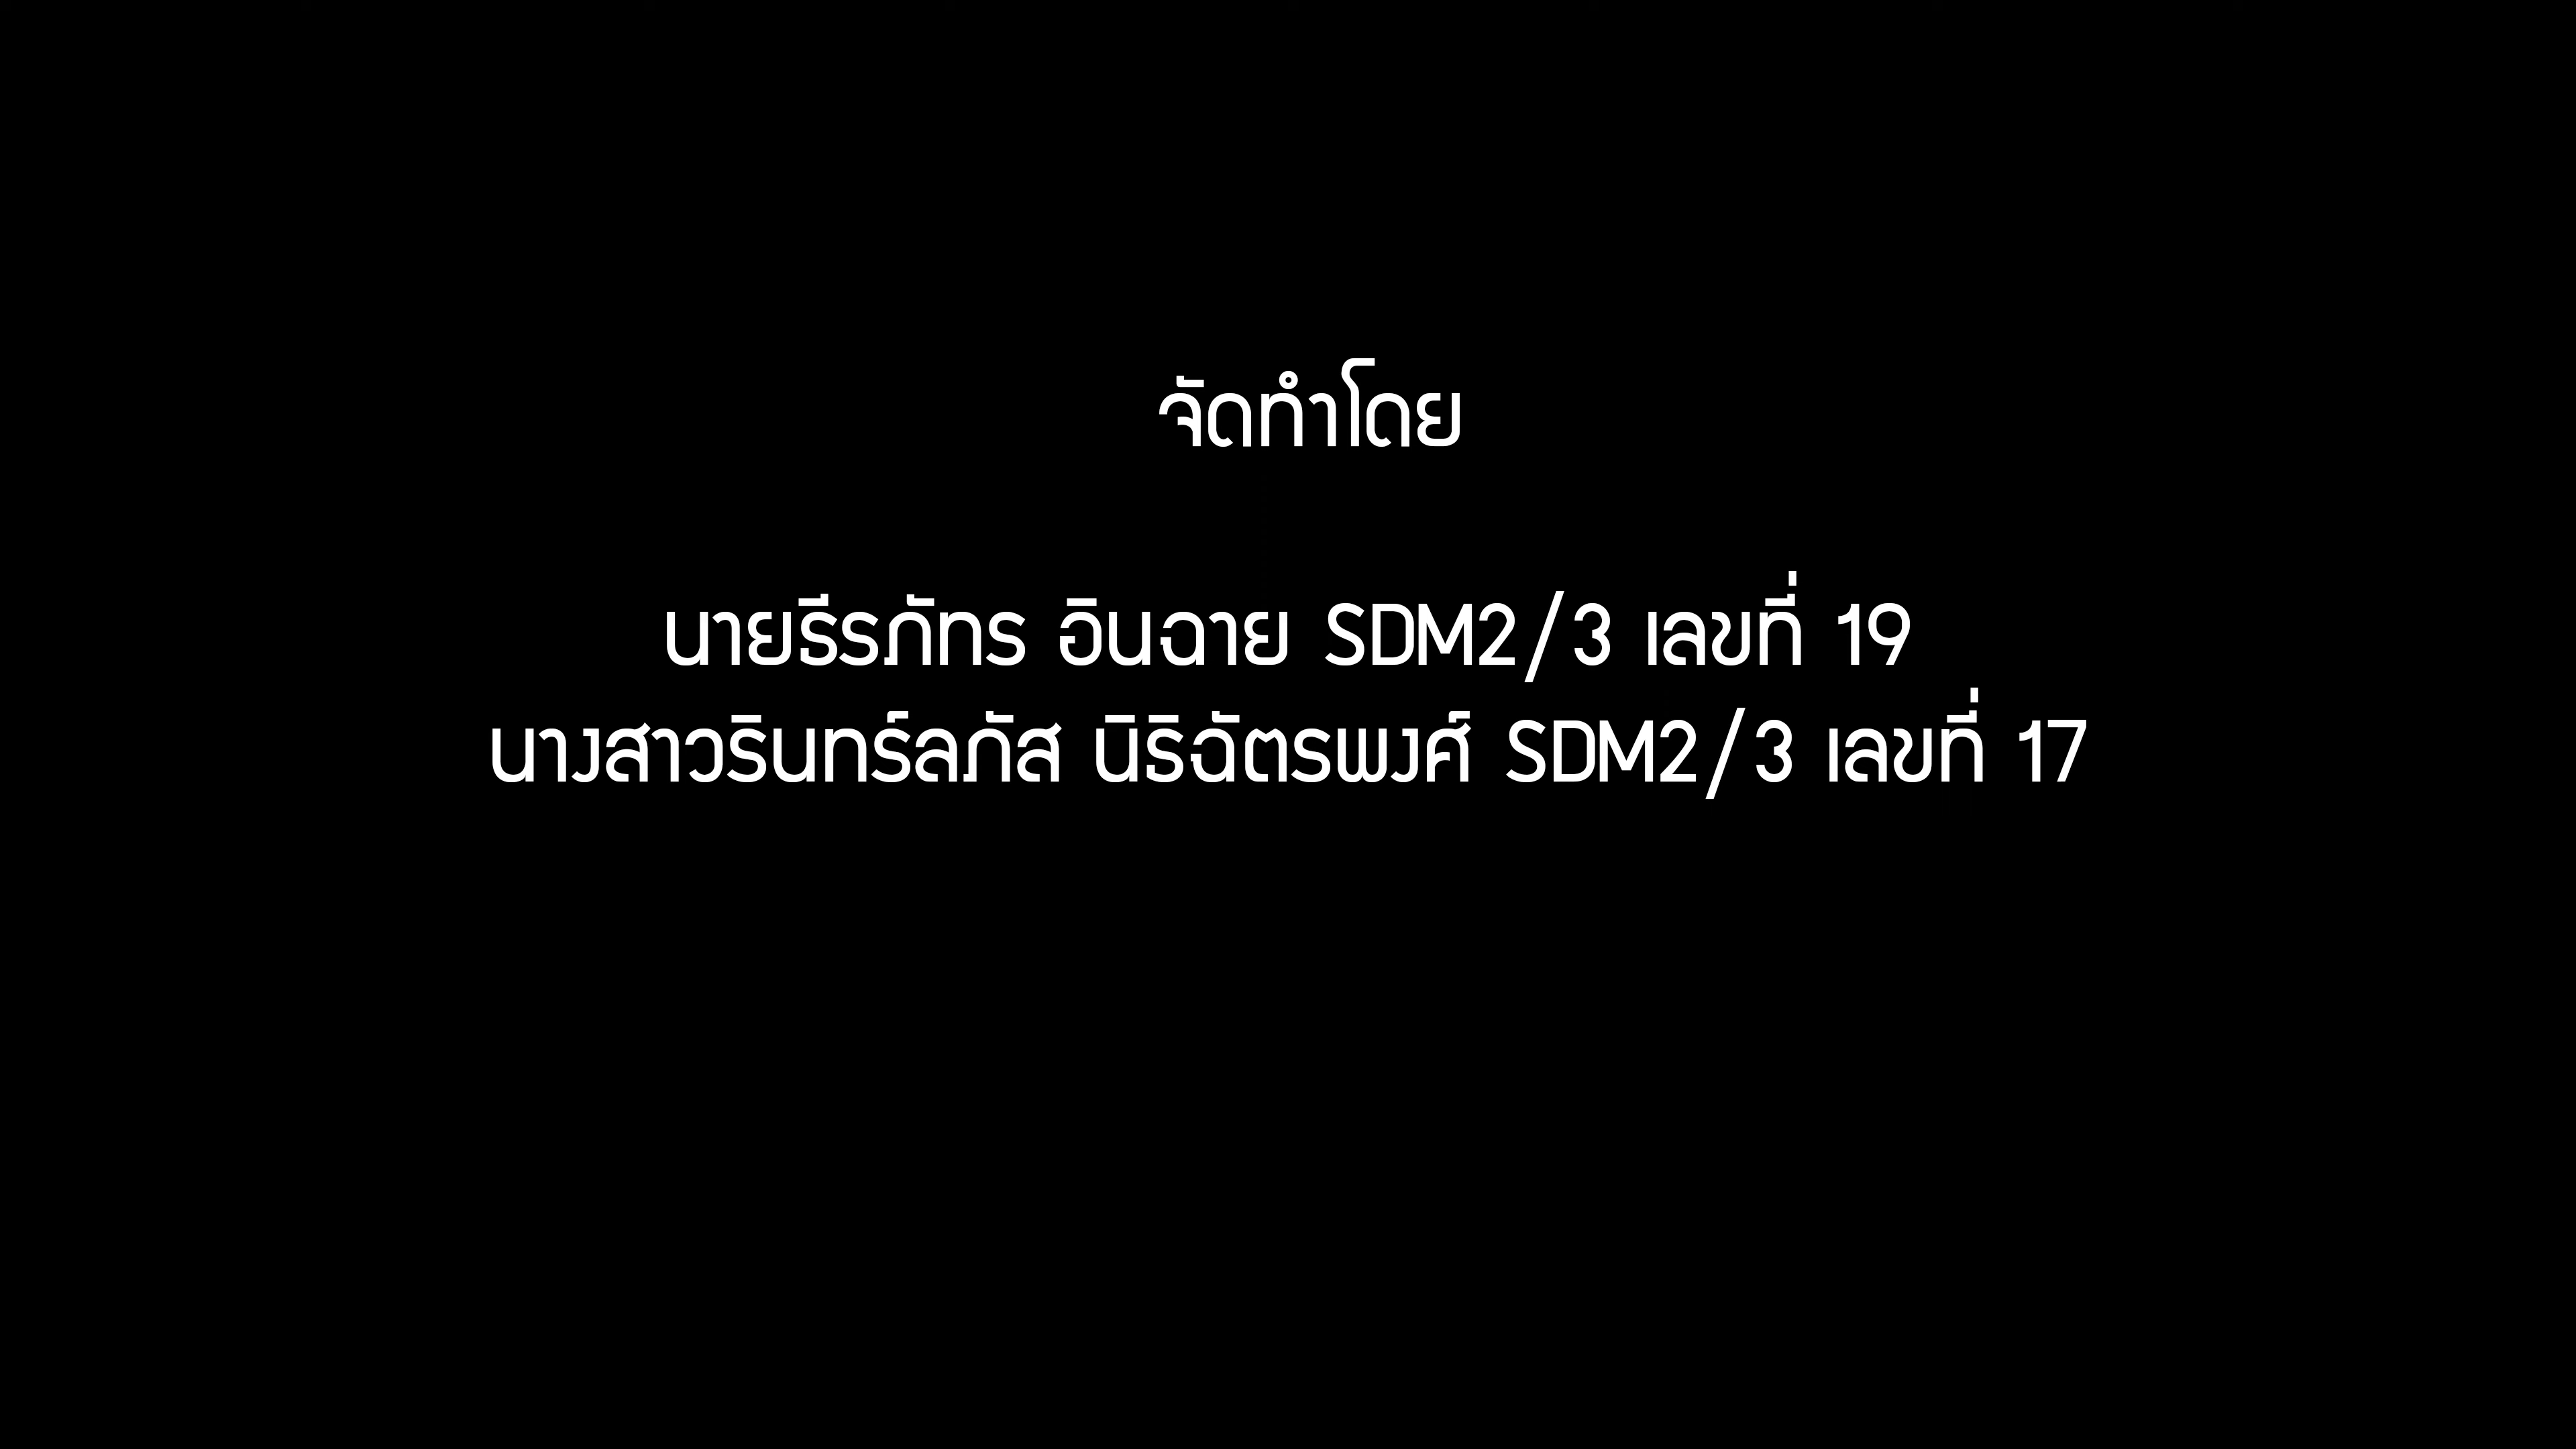 จัดทำโดย
นายธีรภัทร อินฉาย SDM2/3 เลขที่ 19
นางสาวรินทร์ลภัส นิธิฉัตรพงศ์ SDM2/3 เลขที่ 17